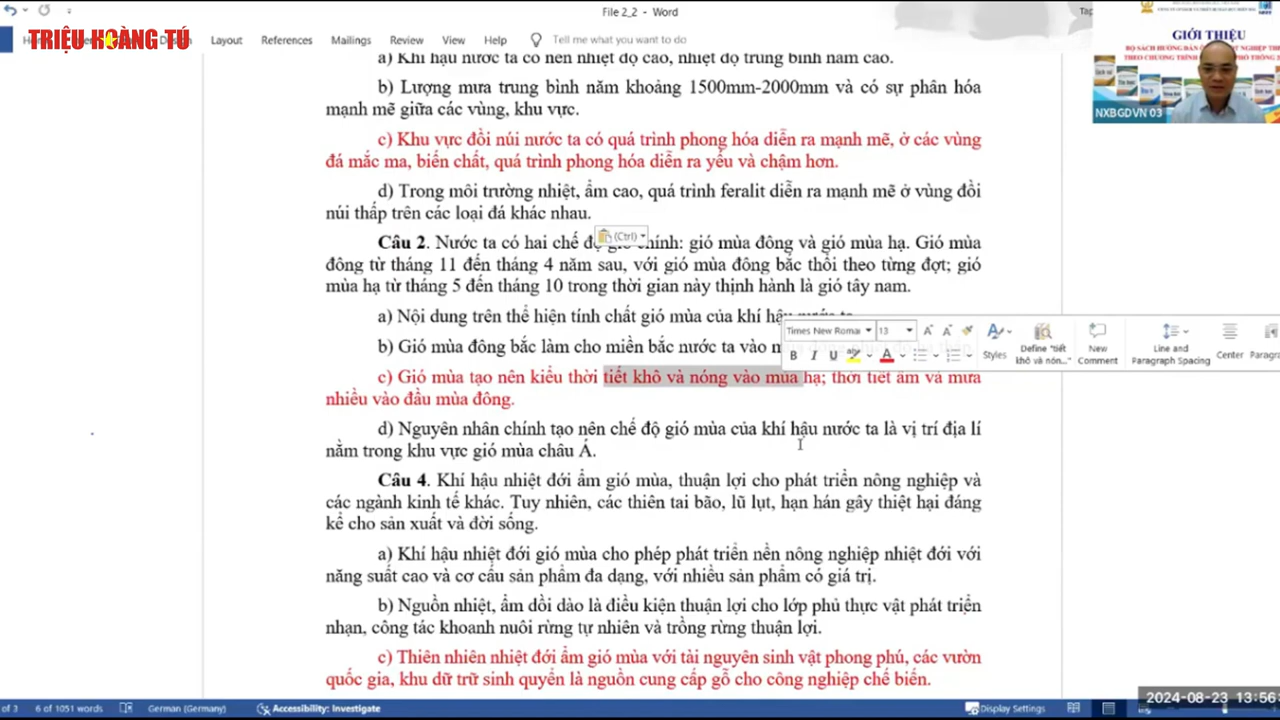 File 2_2 - Word
TRIỆU HOÀNG TÚ
Layout References Mailings Review View Help Tell me what you want to do
GIỚI THIỆU
NXBGDVN 03
a) Khí hậu nước ta có nền nhiệt độ cao, nhiệt độ trung bình năm cao.
b) Lượng mưa trung bình năm khoảng 1500mm-2000mm và có sự phân hóa
mạnh mẽ giữa các vùng, khu vực.
c) Khu vực đồi núi nước ta có quá trình phong hóa diễn ra mạnh mẽ, ở các vùng
đá mắc ma, biến chất, quá trình phong hóa diễn ra yếu và chậm hơn.
d) Trong môi trường nhiệt, ẩm cao, quá trình feralit diễn ra mạnh mẽ ở vùng đồi
núi thấp trên các loại đá khác nhau.
(Ctrl)
Câu 2. Nước ta có hai chế độ gió chính: gió mùa đông và gió mùa hạ. Gió mùa
đông từ tháng 11 đến tháng 4 năm sau, với gió mùa đông bắc thổi theo từng đợt; gió
mùa hạ từ tháng 5 đến tháng 10 trong thời gian này thịnh hành là gió tây nam.
a) Nội dung trên thể hiện tính chất gió mùa của khí hậu nước ta
Times New Roma 13
b) Gió mùa đông bắc làm cho miền bắc nước ta vào
B I U Styles Define "tiết khô và nón..." New Comment Line and Paragraph Spacing Center Paragra
c) Gió mùa tạo nên kiểu thời tiết khô và nóng vào mùa hạ; thời tiết ẩm và mưa
nhiều vào đầu mùa đông.
d) Nguyên nhân chính tạo nên chế độ gió mùa của khí hậu nước ta là vị trí địa lí
nằm trong khu vực gió mùa châu Á.
Câu 4. Khí hậu nhiệt đới ẩm gió mùa, thuận lợi cho phát triển nông nghiệp và
các ngành kinh tế khác. Tuy nhiên, các thiên tai bão, lũ lụt, hạn hán gây thiệt hại đáng
kể cho sản xuất và đời sống.
a) Khí hậu nhiệt đới gió mùa cho phép phát triển nền nông nghiệp nhiệt đới với
năng suất cao và cơ cấu sản phẩm đa dạng, với nhiều sản phẩm có giá trị.
b) Nguồn nhiệt, ẩm dồi dào là điều kiện thuận lợi cho lớp phủ thực vật phát triển
nhạn, công tác khoanh nuôi rừng tự nhiên và trồng rừng thuận lợi.
c) Thiên nhiên nhiệt đới ẩm gió mùa với tài nguyên sinh vật phong phú, các vườn
quốc gia, khu dữ trữ sinh quyển là nguồn cung cấp gỗ cho công nghiệp chế biến.
of 3 6 of 1051 words German (Germany) Accessibility: Investigate Display Settings
2024-08-23 13:56